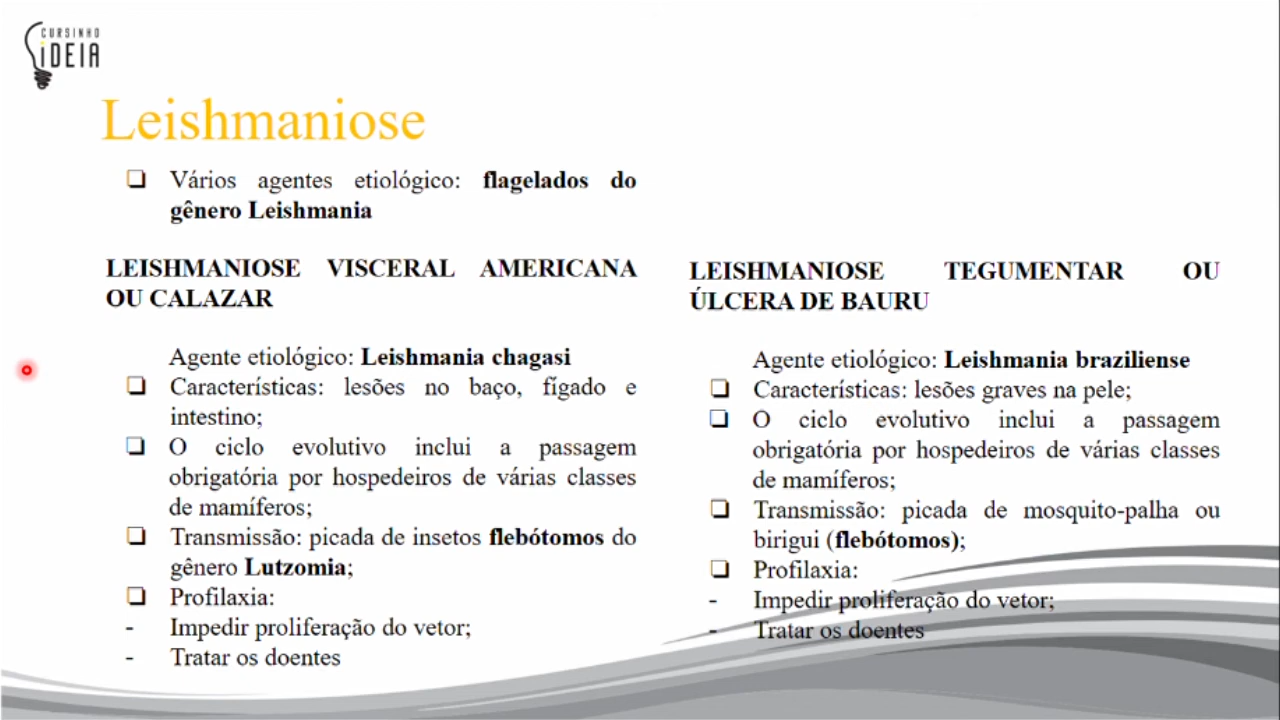 CURSINHO
iDEIA
Leishmaniose
❑ Vários agentes etiológico: flagelados do
gênero Leishmania
LEISHMANIOSE VISCERAL AMERICANA
OU CALAZAR
Agente etiológico: Leishmania chagasi
❑ Características: lesões no baço, fígado e
intestino;
❑ O ciclo evolutivo inclui a passagem
obrigatória por hospedeiros de várias classes
de mamíferos;
❑ Transmissão: picada de insetos flebótomos do
gênero Lutzomia;
❑ Profilaxia:
- Impedir proliferação do vetor;
- Tratar os doentes
LEISHMANIOSE TEGUMENTAR OU
ÚLCERA DE BAURU
Agente etiológico: Leishmania braziliense
❑ Características: lesões graves na pele;
❑ O ciclo evolutivo inclui a passagem
obrigatória por hospedeiros de várias classes
de mamíferos;
❑ Transmissão: picada de mosquito-palha ou
birigui (flebótomos);
❑ Profilaxia:
- Impedir proliferação do vetor;
- Tratar os doentes